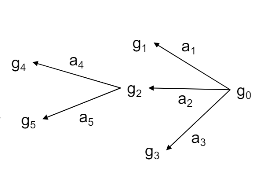 g₁ a₁
g₄ a₄
g₂ a₂ g₀
g₅ a₅
g₃ a₃